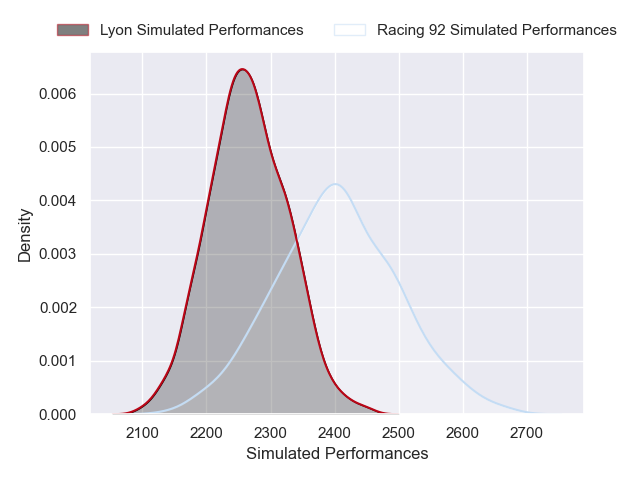 Lyon Simulated Performances
Racing 92 Simulated Performances
0.006
0.005
0.004
0.003
0.002
0.001
0.000
Density
2100 2200 2300 2400 2500 2600 2700
Simulated Performances